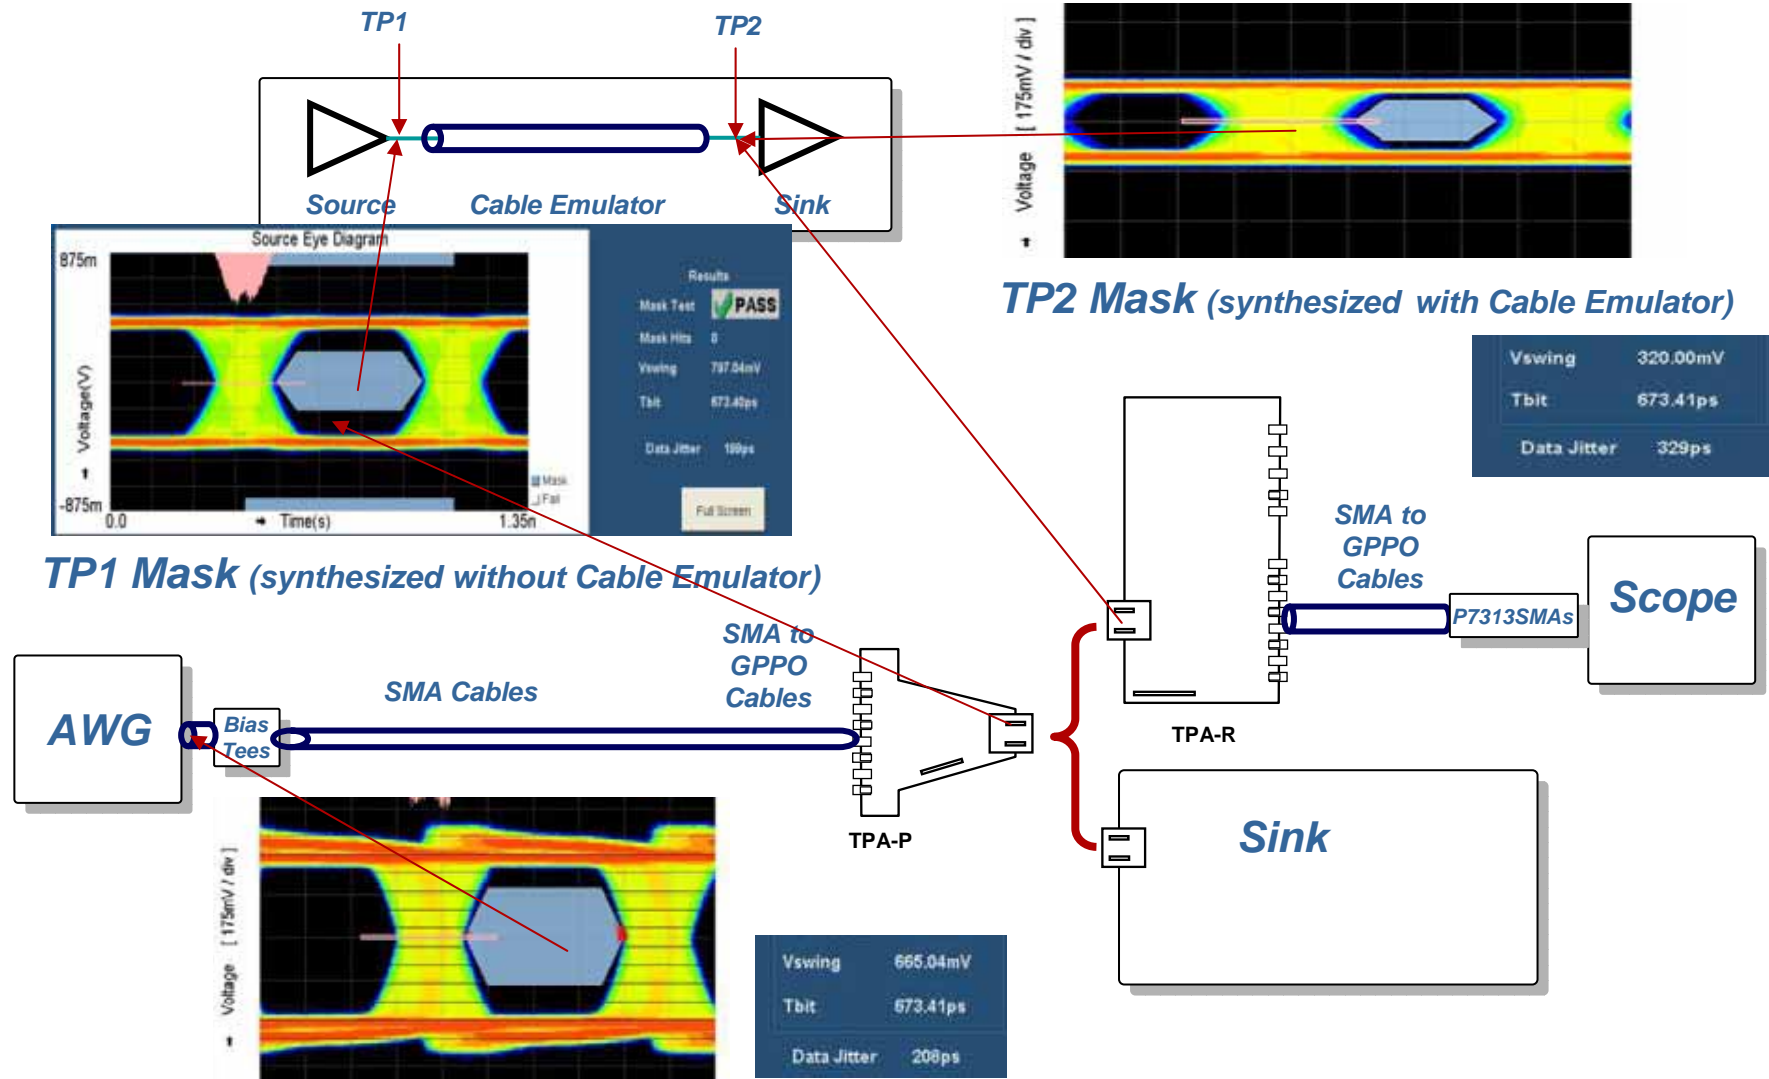 TP1
TP2
Source
Cable Emulator
Sink
Voltage [ 175mV / div ]
TP2 Mask (synthesized with Cable Emulator)
Vswing 320.00mV
Tbit 673.41ps
Data Jitter 329ps
Source Eye Diagram
875m
Voltage(V)
-875m
0.0
Time(s)
1.35n
Mask
Fail
Results
Mask Test PASS
Mask Hits 0
Vswing 797.04mV
Tbit 673.40ps
Data Jitter 199ps
Full Screen
TP1 Mask (synthesized without Cable Emulator)
SMA to
GPPO
Cables
Scope
P7313SMAs
TPA-R
AWG
Bias
Tees
SMA Cables
SMA to
GPPO
Cables
TPA-P
Sink
Voltage [ 175mV / div ]
Vswing 665.04mV
Tbit 673.41ps
Data Jitter 208ps